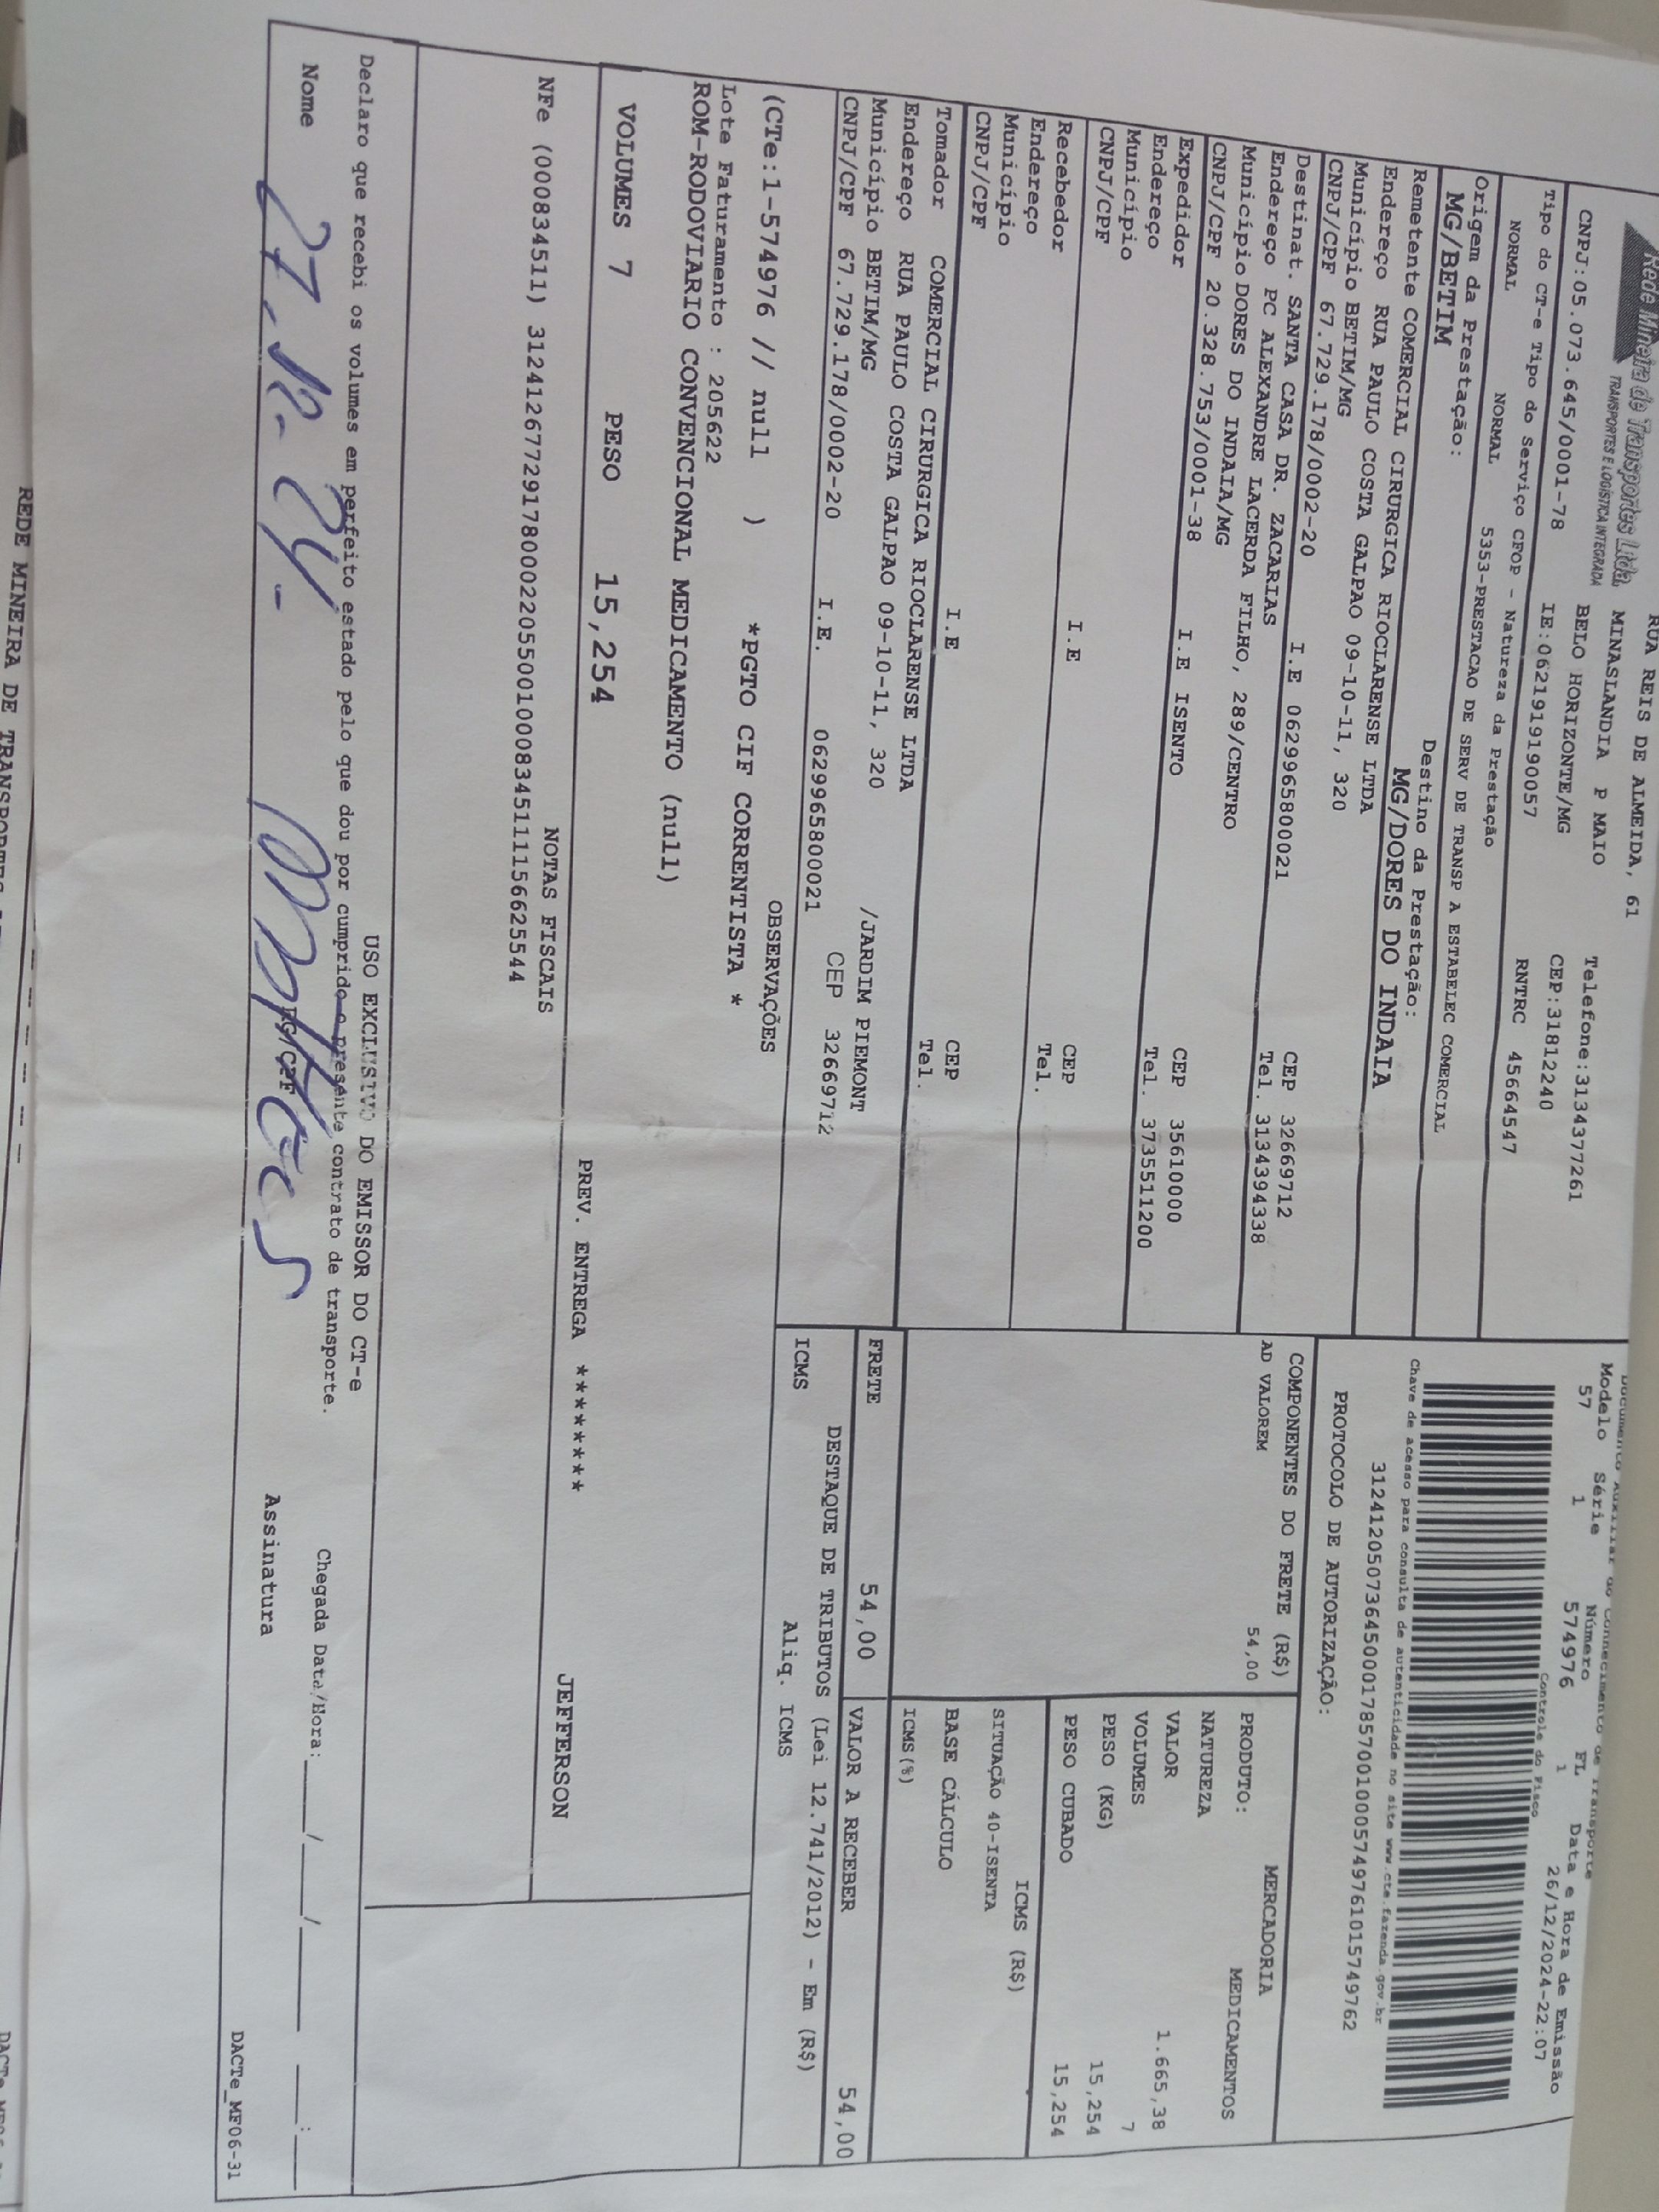 Rede Mineira de Transportes Ltda.
TRANSPORTES E LOGÍSTICA INTEGRADA
RUA REIS DE ALMEIDA, 61
MINASLANDIA P MAIO
BELO HORIZONTE/MG
Telefone:3134377261
CEP:31812240
CNPJ:05.073.645/0001-78 IE:0621919190057 RNTRC 45664547
Tipo do CT-e Tipo do Serviço CFOP - Natureza da Prestação
NORMAL NORMAL 5353-PRESTACAO DE SERV DE TRANSP A ESTABELEC COMERCIAL
Origem da Prestação: Destino da Prestação:
MG/BETIM MG/DORES DO INDAIA
Documento Auxiliar do Conhecimento de Transporte
Modelo Série Número FL Data e Hora de Emissão
57 1 574976 1 26/12/2024-22:07
Controle do Fisco
Chave de acesso para consulta de autenticidade no site www.cte.fazenda.gov.br
31241205073645000178570010005749761015749762
PROTOCOLO DE AUTORIZAÇÃO:
Remetente COMERCIAL CIRURGICA RIOCLARENSE LTDA
Endereço RUA PAULO COSTA GALPAO 09-10-11, 320
Município BETIM/MG CEP 32669712
CNPJ/CPF 67.729.178/0002-20 I.E 0629965800021 Tel. 3134394338
Destinat. SANTA CASA DR. ZACARIAS
Endereço PC ALEXANDRE LACERDA FILHO, 289/CENTRO
Município DORES DO INDAIA/MG CEP 35610000
CNPJ/CPF 20.328.753/0001-38 I.E ISENTO Tel. 3735511200
Expedidor
Endereço
Município CEP
CNPJ/CPF I.E Tel.
Recebedor
Endereço
Município CEP
CNPJ/CPF I.E Tel.
Tomador COMERCIAL CIRURGICA RIOCLARENSE LTDA
Endereço RUA PAULO COSTA GALPAO 09-10-11, 320 /JARDIM PIEMONT
Município BETIM/MG CEP 32669712
CNPJ/CPF 67.729.178/0002-20 I.E. 0629965800021
COMPONENTES DO FRETE (R$)
AD VALOREM 54,00
MERCADORIA
PRODUTO: MEDICAMENTOS
NATUREZA
VALOR 1.665,38
VOLUMES 7
PESO (KG) 15,254
PESO CUBADO 15,254
ICMS (R$)
SITUAÇÃO 40-ISENTA
BASE CÁLCULO
ICMS(%)
FRETE 54,00 VALOR A RECEBER 54,00
DESTAQUE DE TRIBUTOS (Lei 12.741/2012) - Em (R$)
ICMS Aliq. ICMS
OBSERVAÇÕES
(CTe:1-574976 // null ) *PGTO CIF CORRENTISTA *
Lote Faturamento : 205622
ROM-RODOVIARIO CONVENCIONAL MEDICAMENTO (null)
VOLUMES 7 PESO 15,254 PREV. ENTREGA ********* JEFFERSON
NOTAS FISCAIS
NFe (000834511) 31241267729178000220550010008345111156625544
USO EXCLUSIVO DO EMISSOR DO CT-e
Declaro que recebi os volumes em perfeito estado pelo que dou por cumprido o presente contrato de transporte.
Nome RG/CPF Chegada Data/Hora:____/____/_____ ___:___
27.12.24.
Assinatura
DACTe_MF06-31
REDE MINEIRA DE TRANSPORTES